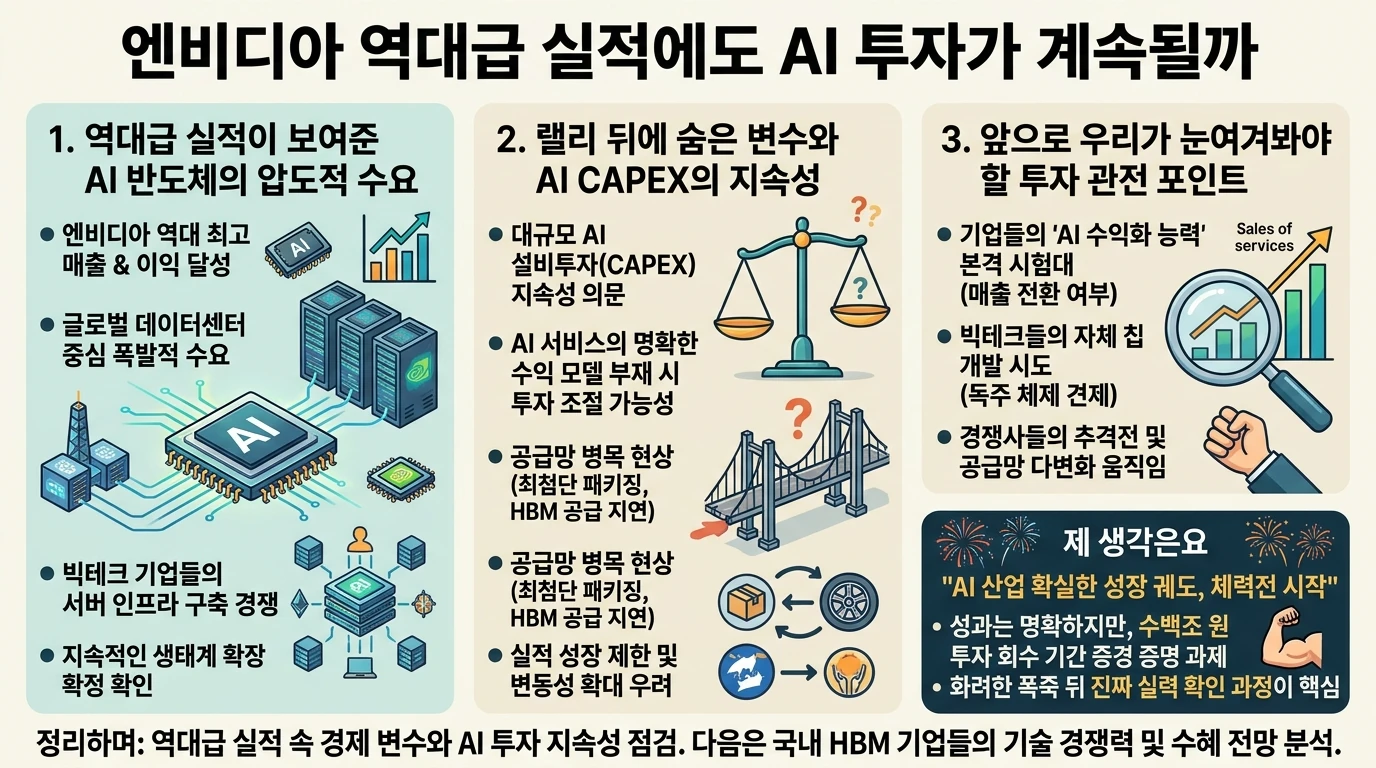 엔비디아 역대급 실적에도 AI 투자가 계속될까
1. 역대급 실적이 보여준
AI 반도체의 압도적 수요
엔비디아 역대 최고
매출 & 이익 달성
AI
글로벌 데이터센터
중심 폭발적 수요
AI
빅테크 기업들의
서버 인프라 구축 경쟁
AI
지속적인 생태계 확장
확정 확인
2. 랠리 뒤에 숨은 변수와
AI CAPEX의 지속성
대규모 AI
설비투자(CAPEX)
지속성 의문
? ?
?
AI 서비스의 명확한
수익 모델 부재 시
투자 조절 가능성
?
공급망 병목 현상
(최첨단 패키징,
HBM 공급 지연)
공급망 병목 현상
(최첨단 패키징,
HBM 공급 지연)
실적 성장 제한 및
변동성 확대 우려
3. 앞으로 우리가 눈여겨봐야
할 투자 관전 포인트
기업들의 'AI 수익화 능력'
본격 시험대
(매출 전환 여부)
Sales of
services
빅테크들의 자체 칩
개발 시도
(독주 체제 견제)
경쟁사들의 추격전 및
공급망 다변화 움직임
제 생각은요
"AI 산업 확실한 성장 궤도, 체력전 시작"
• 성과는 명확하지만, 수백조 원
투자 회수 기간 증경 증명 과제
• 화려한 폭죽 뒤 진짜 실력 확인 과정이 핵심
정리하며: 역대급 실적 속 경제 변수와 AI 투자 지속성 점검. 다음은 국내 HBM 기업들의 기술 경쟁력 및 수혜 전망 분석.